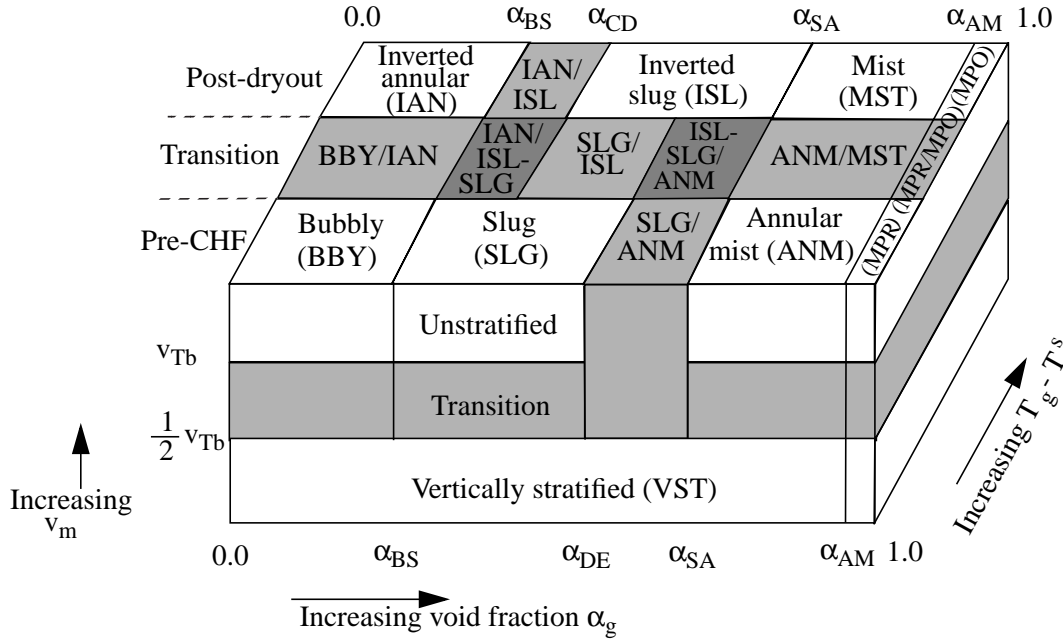 0.0 α_BS α_CD α_SA α_AM 1.0
Post-dryout
Inverted
annular
(IAN)
IAN/
ISL
Inverted
slug (ISL)
Mist
(MST)
(MPO)
Transition
BBY/IAN
IAN/
ISL-
SLG
SLG/
ISL
ISL-
SLG/
ANM
ANM/MST
(MPR/MPO)
Pre-CHF
Bubbly
(BBY)
Slug
(SLG)
SLG/
ANM
Annular
mist (ANM)
(MPR)
Unstratified
v_Tb
Transition
1/2 v_Tb
Vertically stratified (VST)
Increasing
v_m
Increasing T_g - T^s
0.0 α_BS α_DE α_SA α_AM 1.0
Increasing void fraction α_g